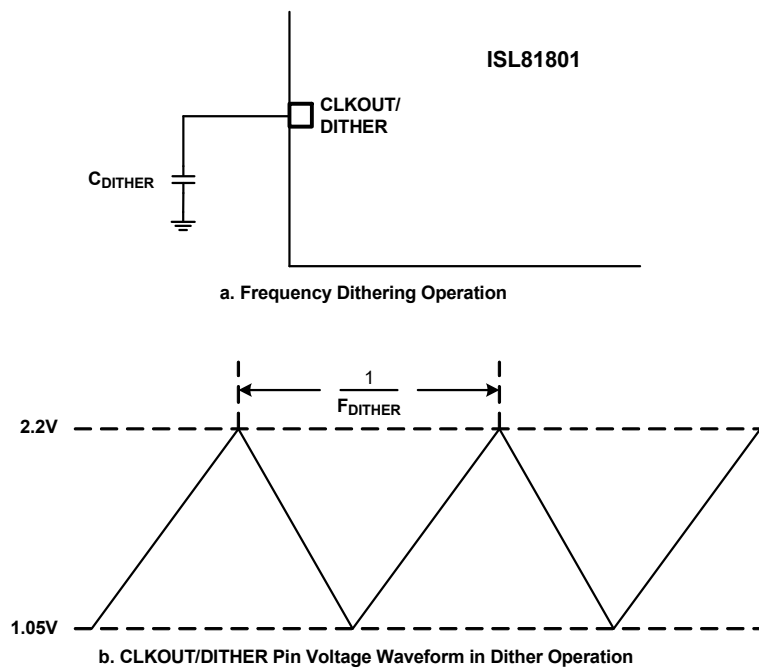 ISL81801
CLKOUT/
DITHER
CDITHER
a. Frequency Dithering Operation
1
FDITHER
2.2V
1.05V
b. CLKOUT/DITHER Pin Voltage Waveform in Dither Operation